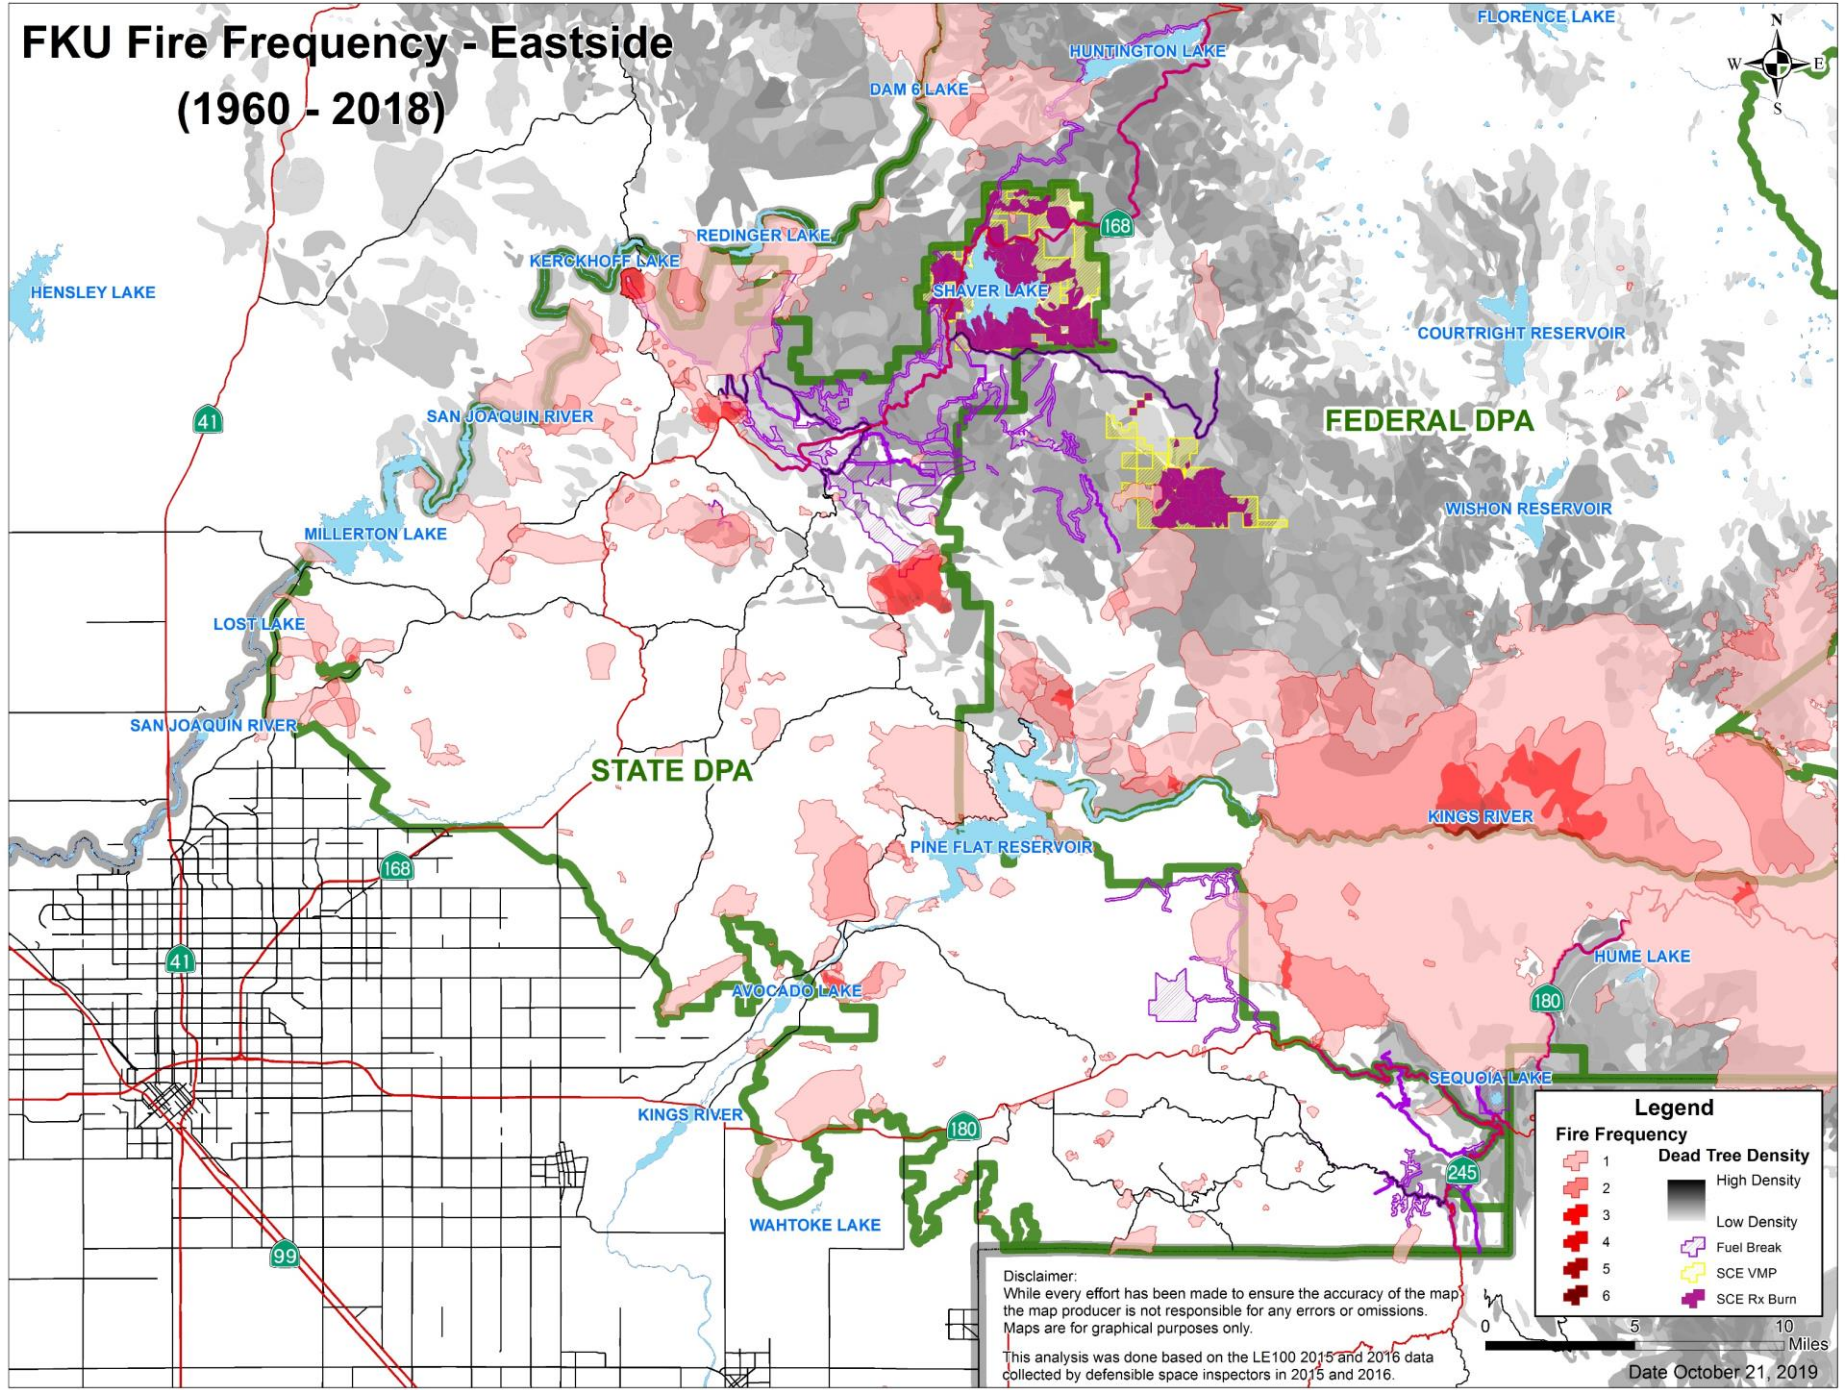 FKU Fire Frequency - Eastside
(1960 - 2018)
FLORENCE LAKE
HUNTINGTON LAKE
N
W
E
S
DAM 6 LAKE
168
REDINGER LAKE
KERCKHOFF LAKE
HENSLEY LAKE
SHAVER LAKE
COURTRIGHT RESERVOIR
41
SAN JOAQUIN RIVER
FEDERAL DPA
WISHON RESERVOIR
MILLERTON LAKE
LOST LAKE
SAN JOAQUIN RIVER
STATE DPA
KINGS RIVER
PINE FLAT RESERVOIR
168
41
HUME LAKE
AVOCADO LAKE
180
SEQUOIA LAKE
KINGS RIVER
180
245
WAHTOKE LAKE
99
Legend
Fire Frequency
1
2
3
4
5
6
Dead Tree Density
High Density
Low Density
Fuel Break
SCE VMP
SCE Rx Burn
Disclaimer:
While every effort has been made to ensure the accuracy of the map
the map producer is not responsible for any errors or omissions.
Maps are for graphical purposes only.
This analysis was done based on the LE100 2015 and 2016 data
collected by defensible space inspectors in 2015 and 2016.
0 5 10
Miles
Date October 21, 2019